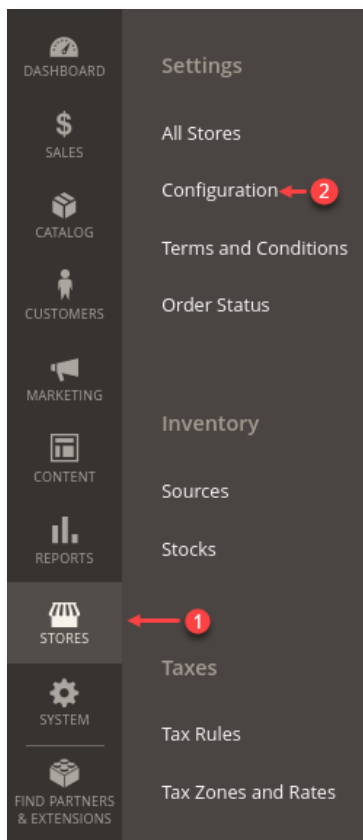 DASHBOARD
$
SALES
CATALOG
CUSTOMERS
MARKETING
CONTENT
REPORTS
STORES
1
SYSTEM
FIND PARTNERS
& EXTENSIONS
Settings
All Stores
Configuration 2
Terms and Conditions
Order Status
Inventory
Sources
Stocks
Taxes
Tax Rules
Tax Zones and Rates